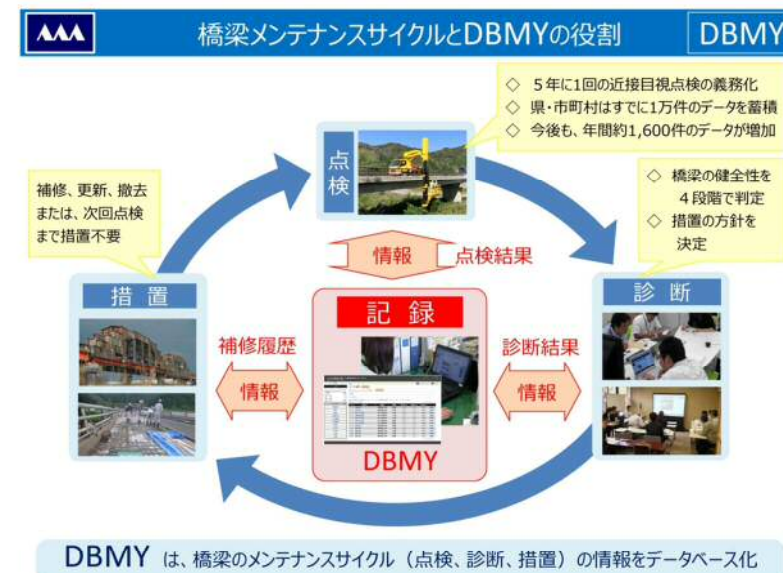 橋梁メンテナンスサイクルとDBMYの役割
DBMY
◇ 5年に1回の近接目視点検の義務化
◇ 県・市町村はすでに1万件のデータを蓄積
◇ 今後も、年間約1,600件のデータが増加
点検
◇ 橋梁の健全性を
4段階で判定
◇ 措置の方針を
決定
補修、更新、撤去
または、次回点検
まで措置不要
情報
点検結果
措置
診断
記録
補修履歴
情報
診断結果
情報
DBMY
DBMY は、橋梁のメンテナンスサイクル（点検、診断、措置）の情報をデータベース化